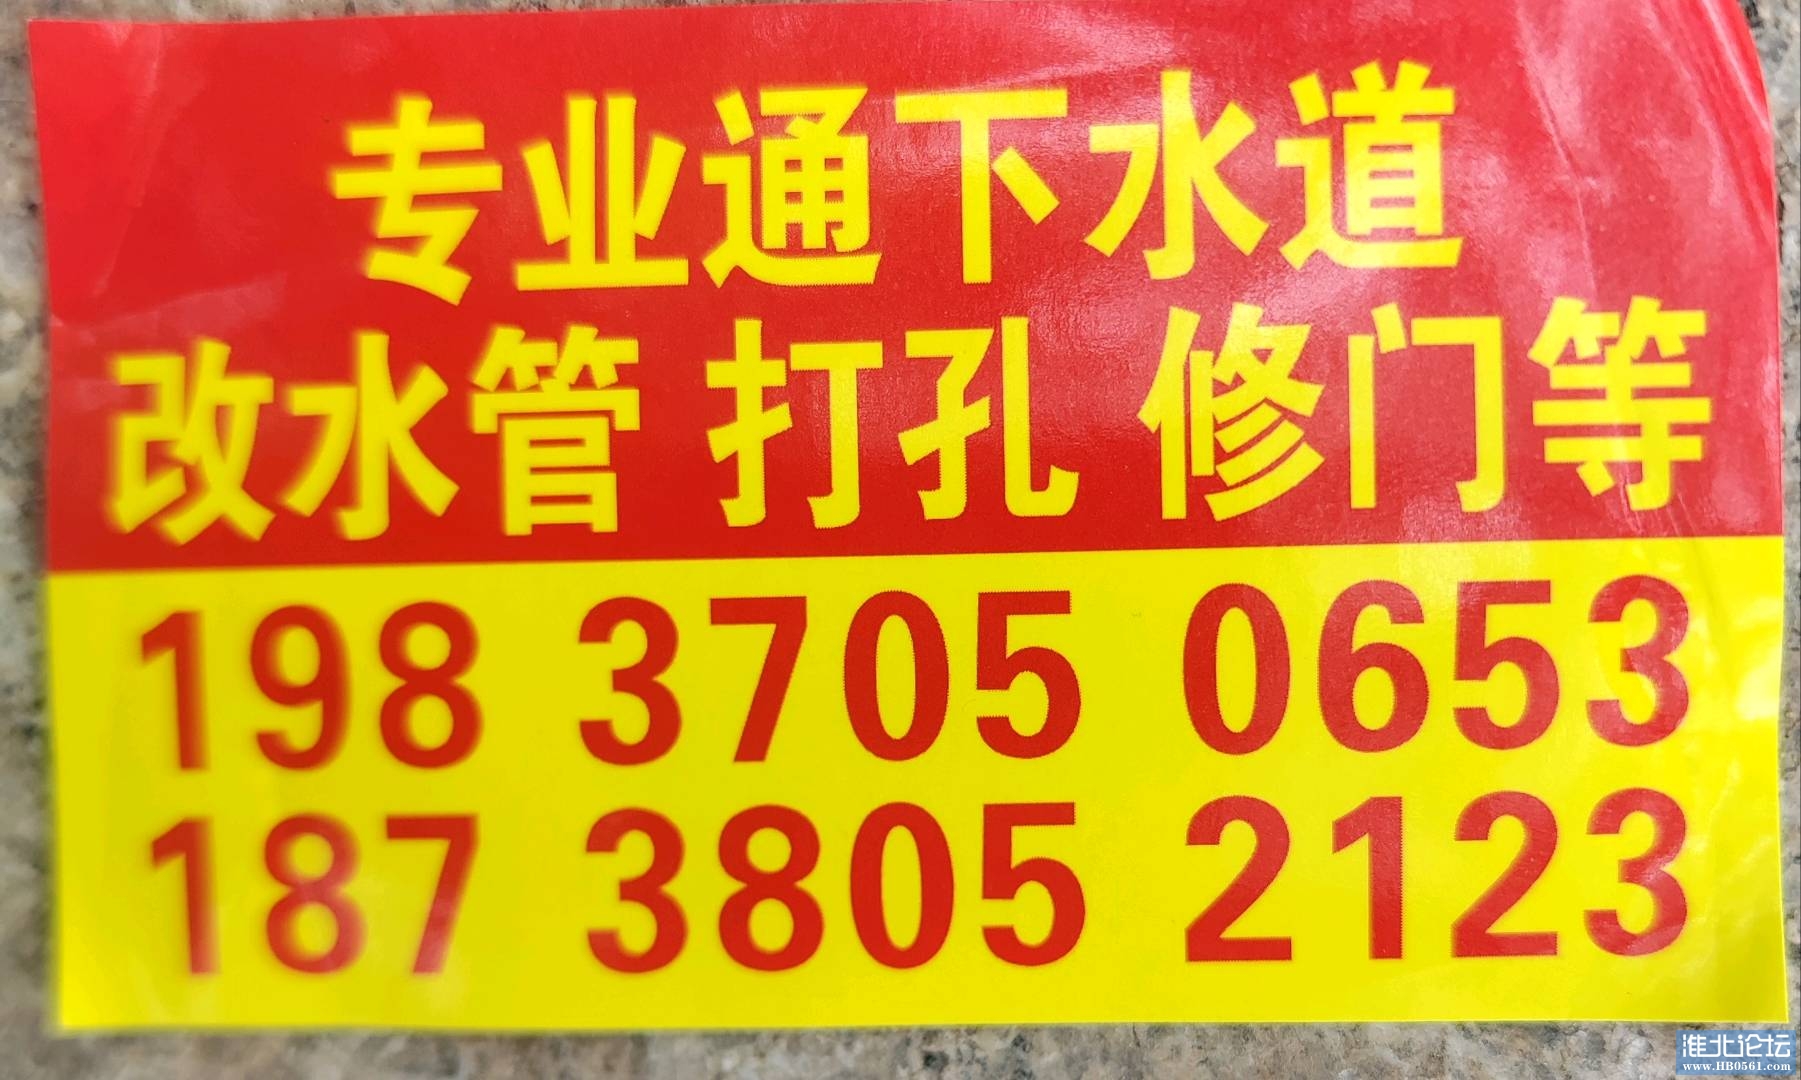 专业通下水道
改水管 打孔 修门等
198 3705 0653
187 3805 2123
淮北论坛
www.HB0561.com